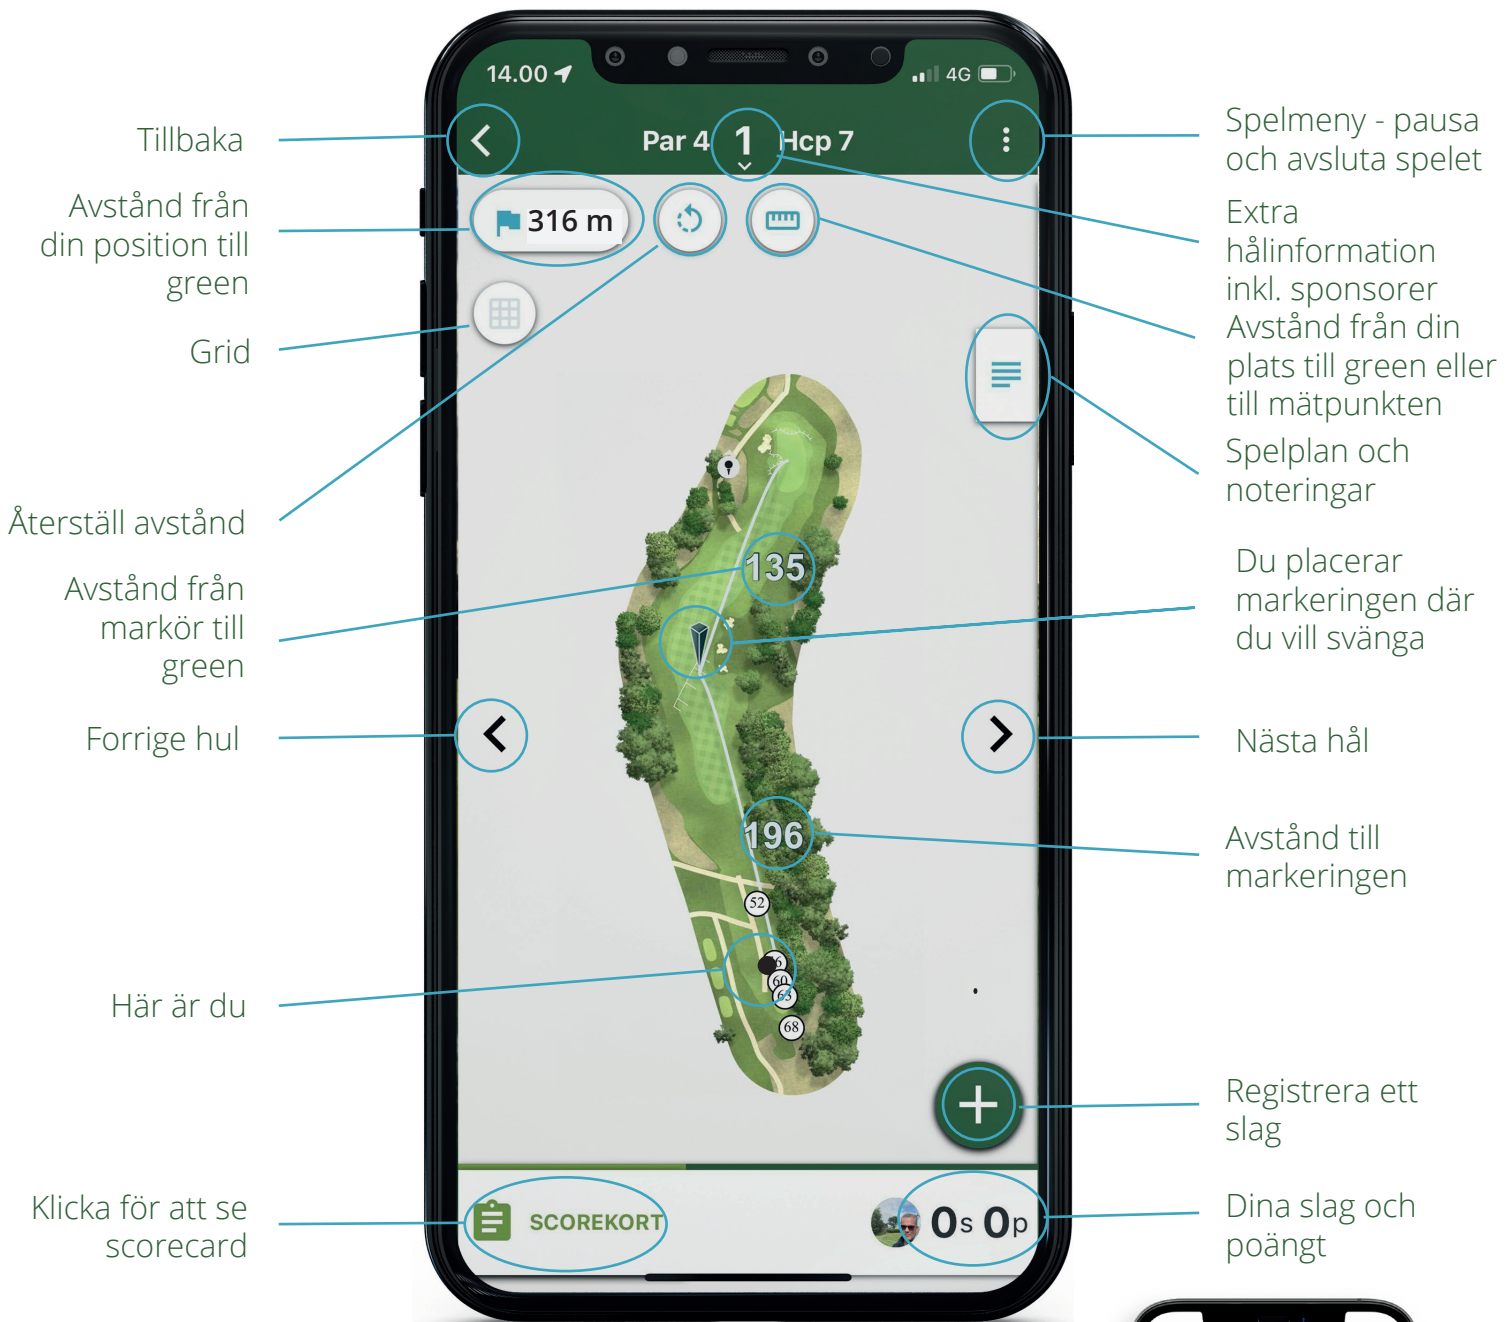 14.00
4G
Par 4
1
Hcp 7
316 m
135
196
52
60
63
68
SCOREKORT
0s 0p
Tillbaka
Avstånd från
din position till
green
Grid
Återställ avstånd
Avstånd från
markör till
green
Forrige hul
Här är du
Klicka för att se
scorecard
Spelmeny - pausa
och avsluta spelet
Extra
hålinformation
inkl. sponsorer
Avstånd från din
plats till green eller
till mätpunkten
Spelplan och
noteringar
Du placerar
markeringen där
du vill svänga
Nästa hål
Avstånd till
markeringen
Registrera ett
slag
Dina slag och
poängt